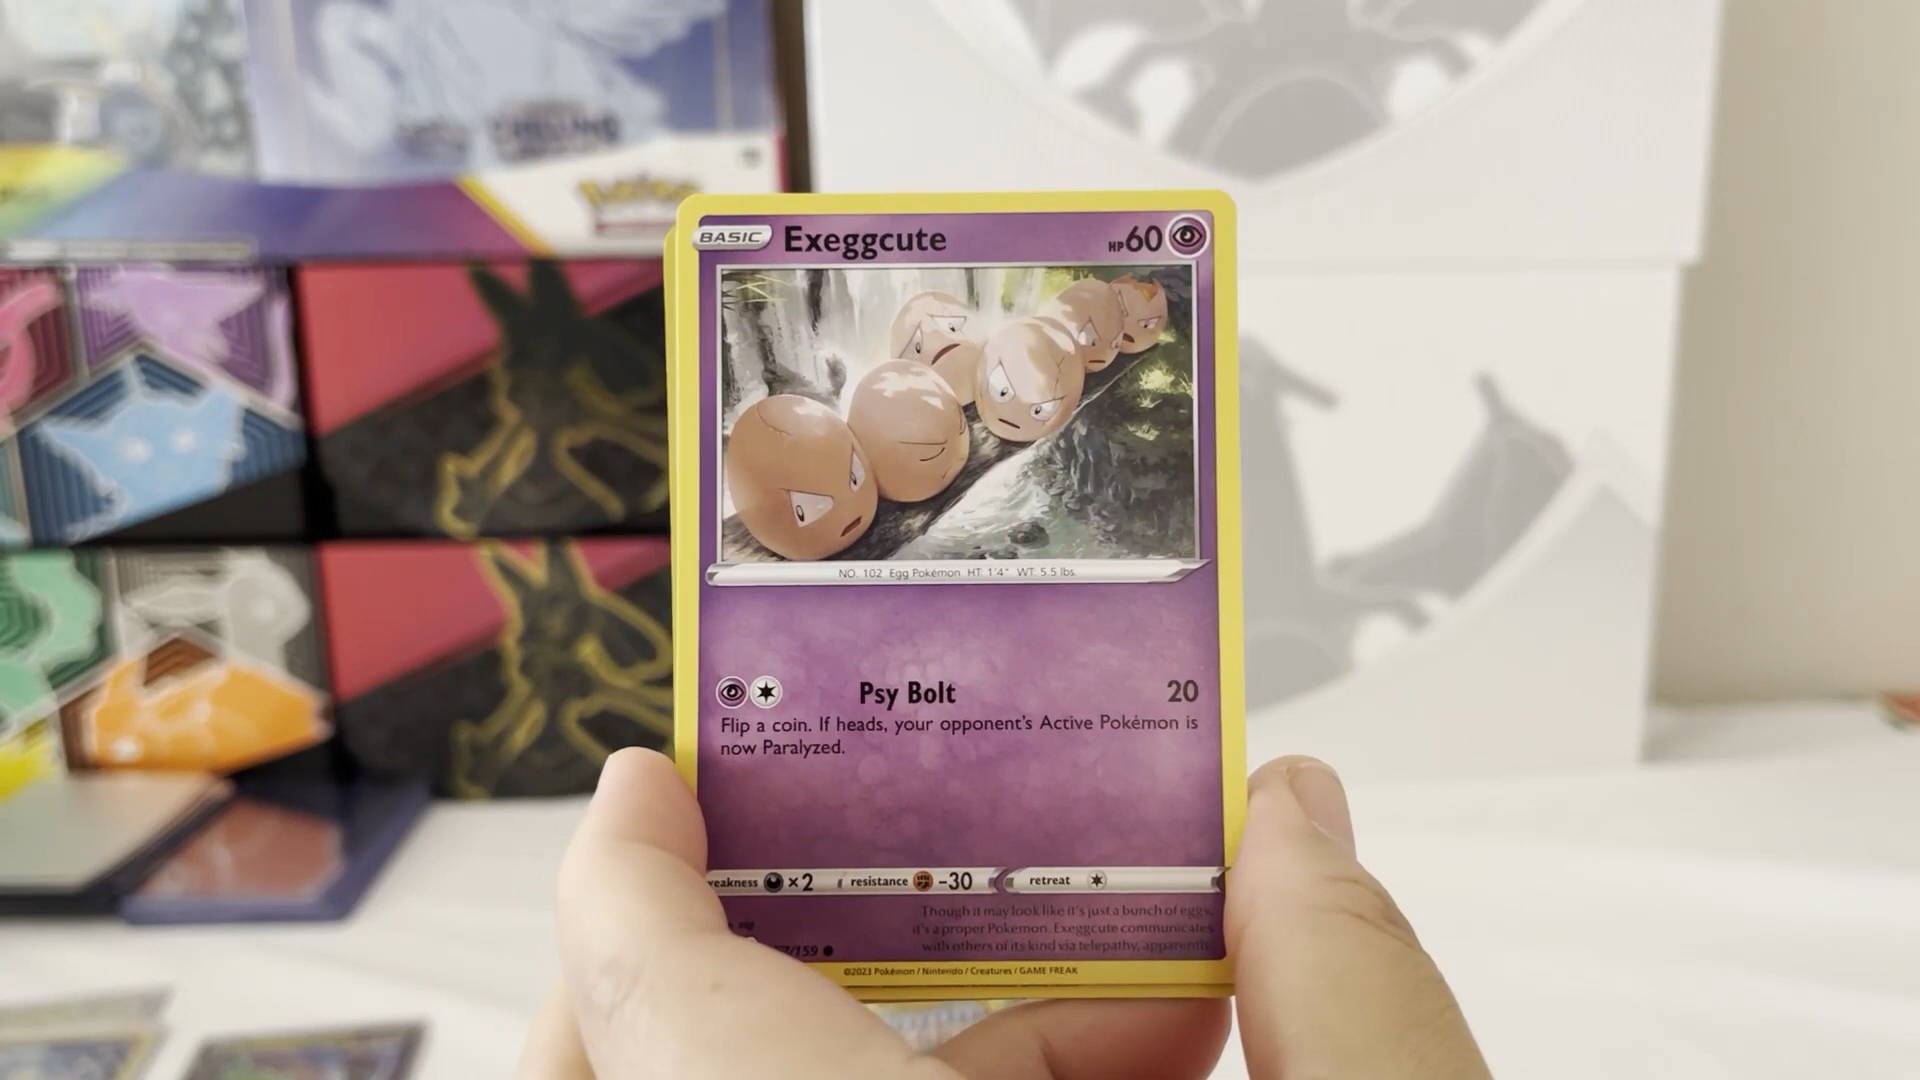 Pokémon
BASIC Exeggcute HP 60
NO. 102 Egg Pokémon HT: 1'4" WT: 5.5 lbs.
Psy Bolt 20
Flip a coin. If heads, your opponent's Active Pokémon is
now Paralyzed.
weakness ×2 resistance -30 retreat
Though it may look like it's just a bunch of eggs,
it's a proper Pokémon. Exeggcute communicates
with others of its kind via telepathy, apparently.
/159
©2023 Pokémon / Nintendo / Creatures / GAME FREAK